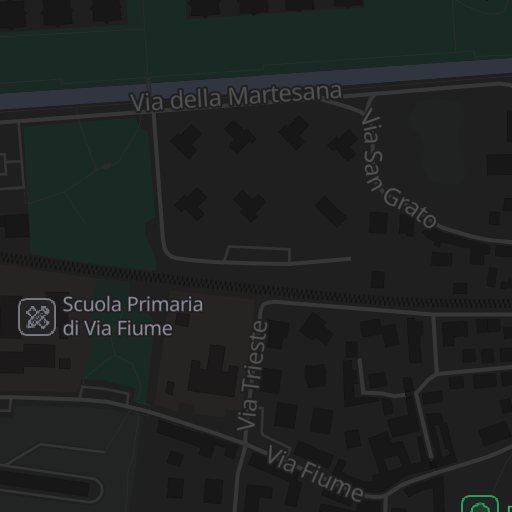 Via della Martesana
Via San Grato
Scuola Primaria
di Via Fiume
Via Trieste
Via Fiume